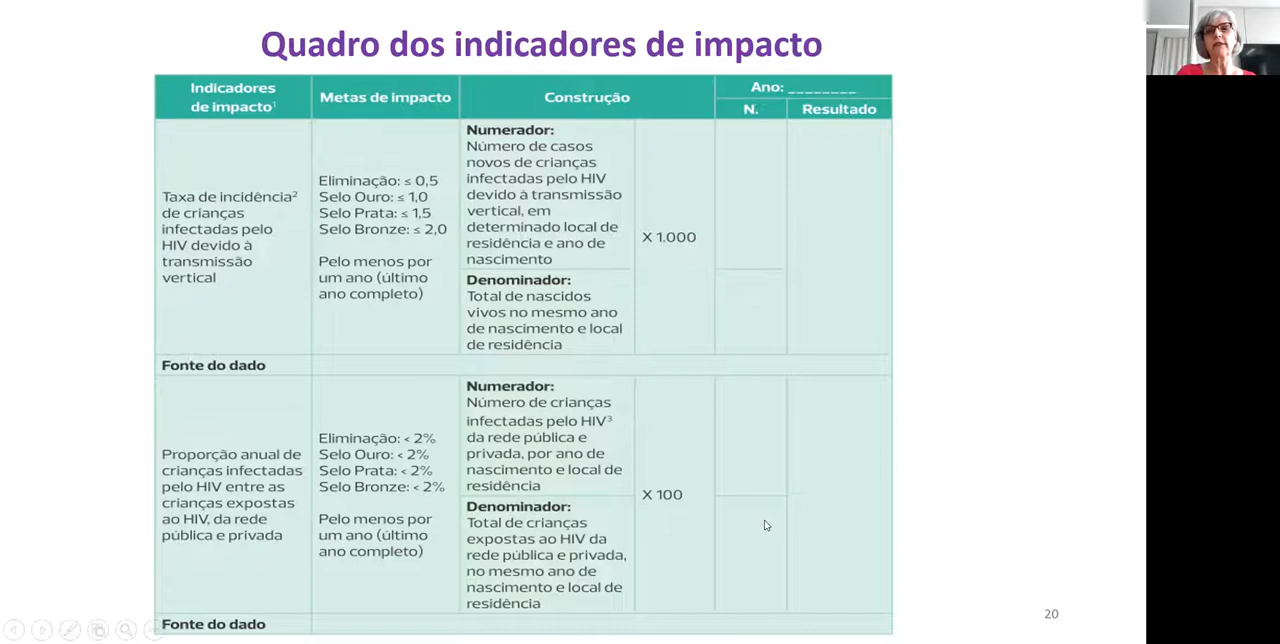 Quadro dos indicadores de impacto
Indicadores
de impacto¹
Metas de impacto
Construção
Ano: ________
N.
Resultado
Taxa de incidência²
de crianças
infectadas pelo
HIV devido à
transmissão
vertical
Eliminação: ≤ 0,5
Selo Ouro: ≤ 1,0
Selo Prata: ≤ 1,5
Selo Bronze: ≤ 2,0
Pelo menos por
um ano (último
ano completo)
Numerador:
Número de casos
novos de crianças
infectadas pelo HIV
devido à transmissão
vertical, em
determinado local de
residência e ano de
nascimento
Denominador:
Total de nascidos
vivos no mesmo ano
de nascimento e local
de residência
X 1.000
Fonte do dado
Proporção anual de
crianças infectadas
pelo HIV entre as
crianças expostas
ao HIV, da rede
pública e privada
Eliminação: < 2%
Selo Ouro: < 2%
Selo Prata: < 2%
Selo Bronze: < 2%
Pelo menos por
um ano (último
ano completo)
Numerador:
Número de crianças
infectadas pelo HIV³
da rede pública e
privada, por ano de
nascimento e local de
residência
Denominador:
Total de crianças
expostas ao HIV da
rede pública e privada,
no mesmo ano de
nascimento e local de
residência
X 100
Fonte do dado
20